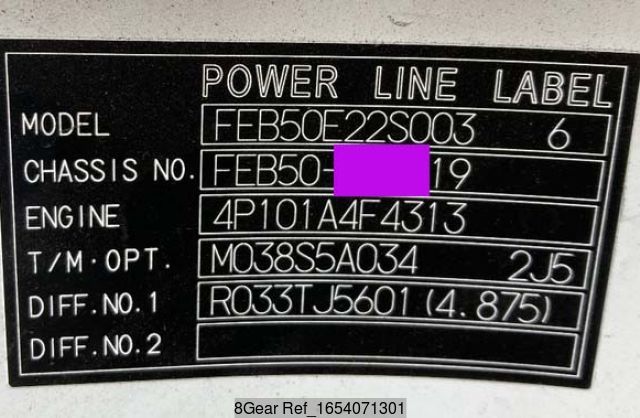 POWER LINE LABEL
MODEL FEB50E22S003 6
CHASSIS NO. FEB50- 19
ENGINE 4P101A4F4313
T/M·OPT. M038S5A034 2J5
DIFF.NO.1 R033TJ5601(4.875)
DIFF.NO.2
8Gear Ref_1654071301